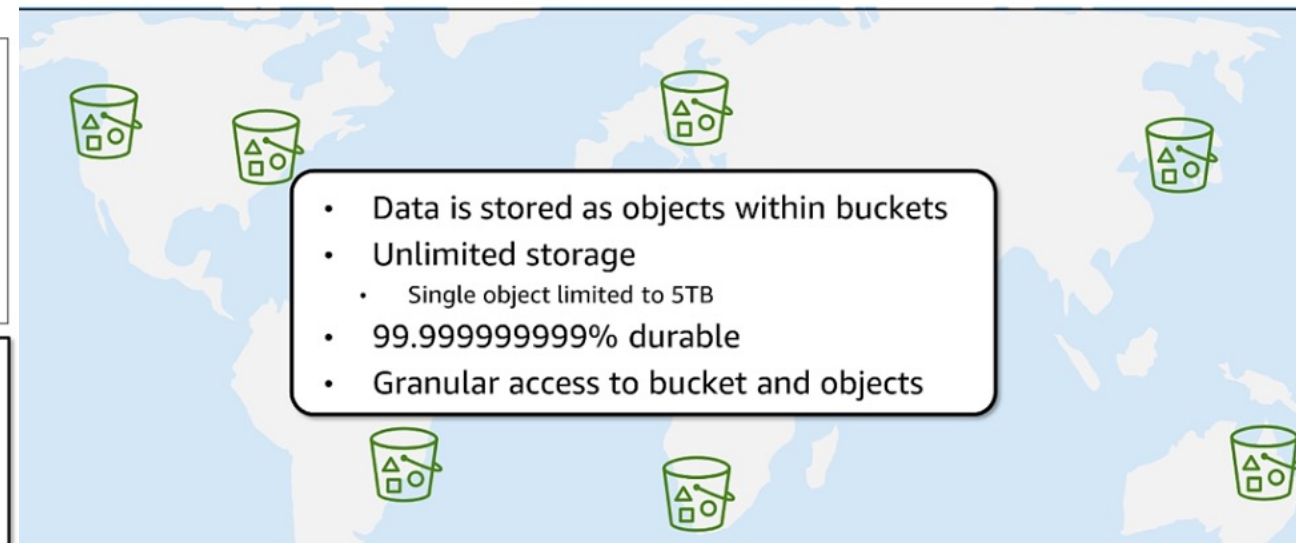 • Data is stored as objects within buckets
• Unlimited storage
• Single object limited to 5TB
• 99.999999999% durable
• Granular access to bucket and objects